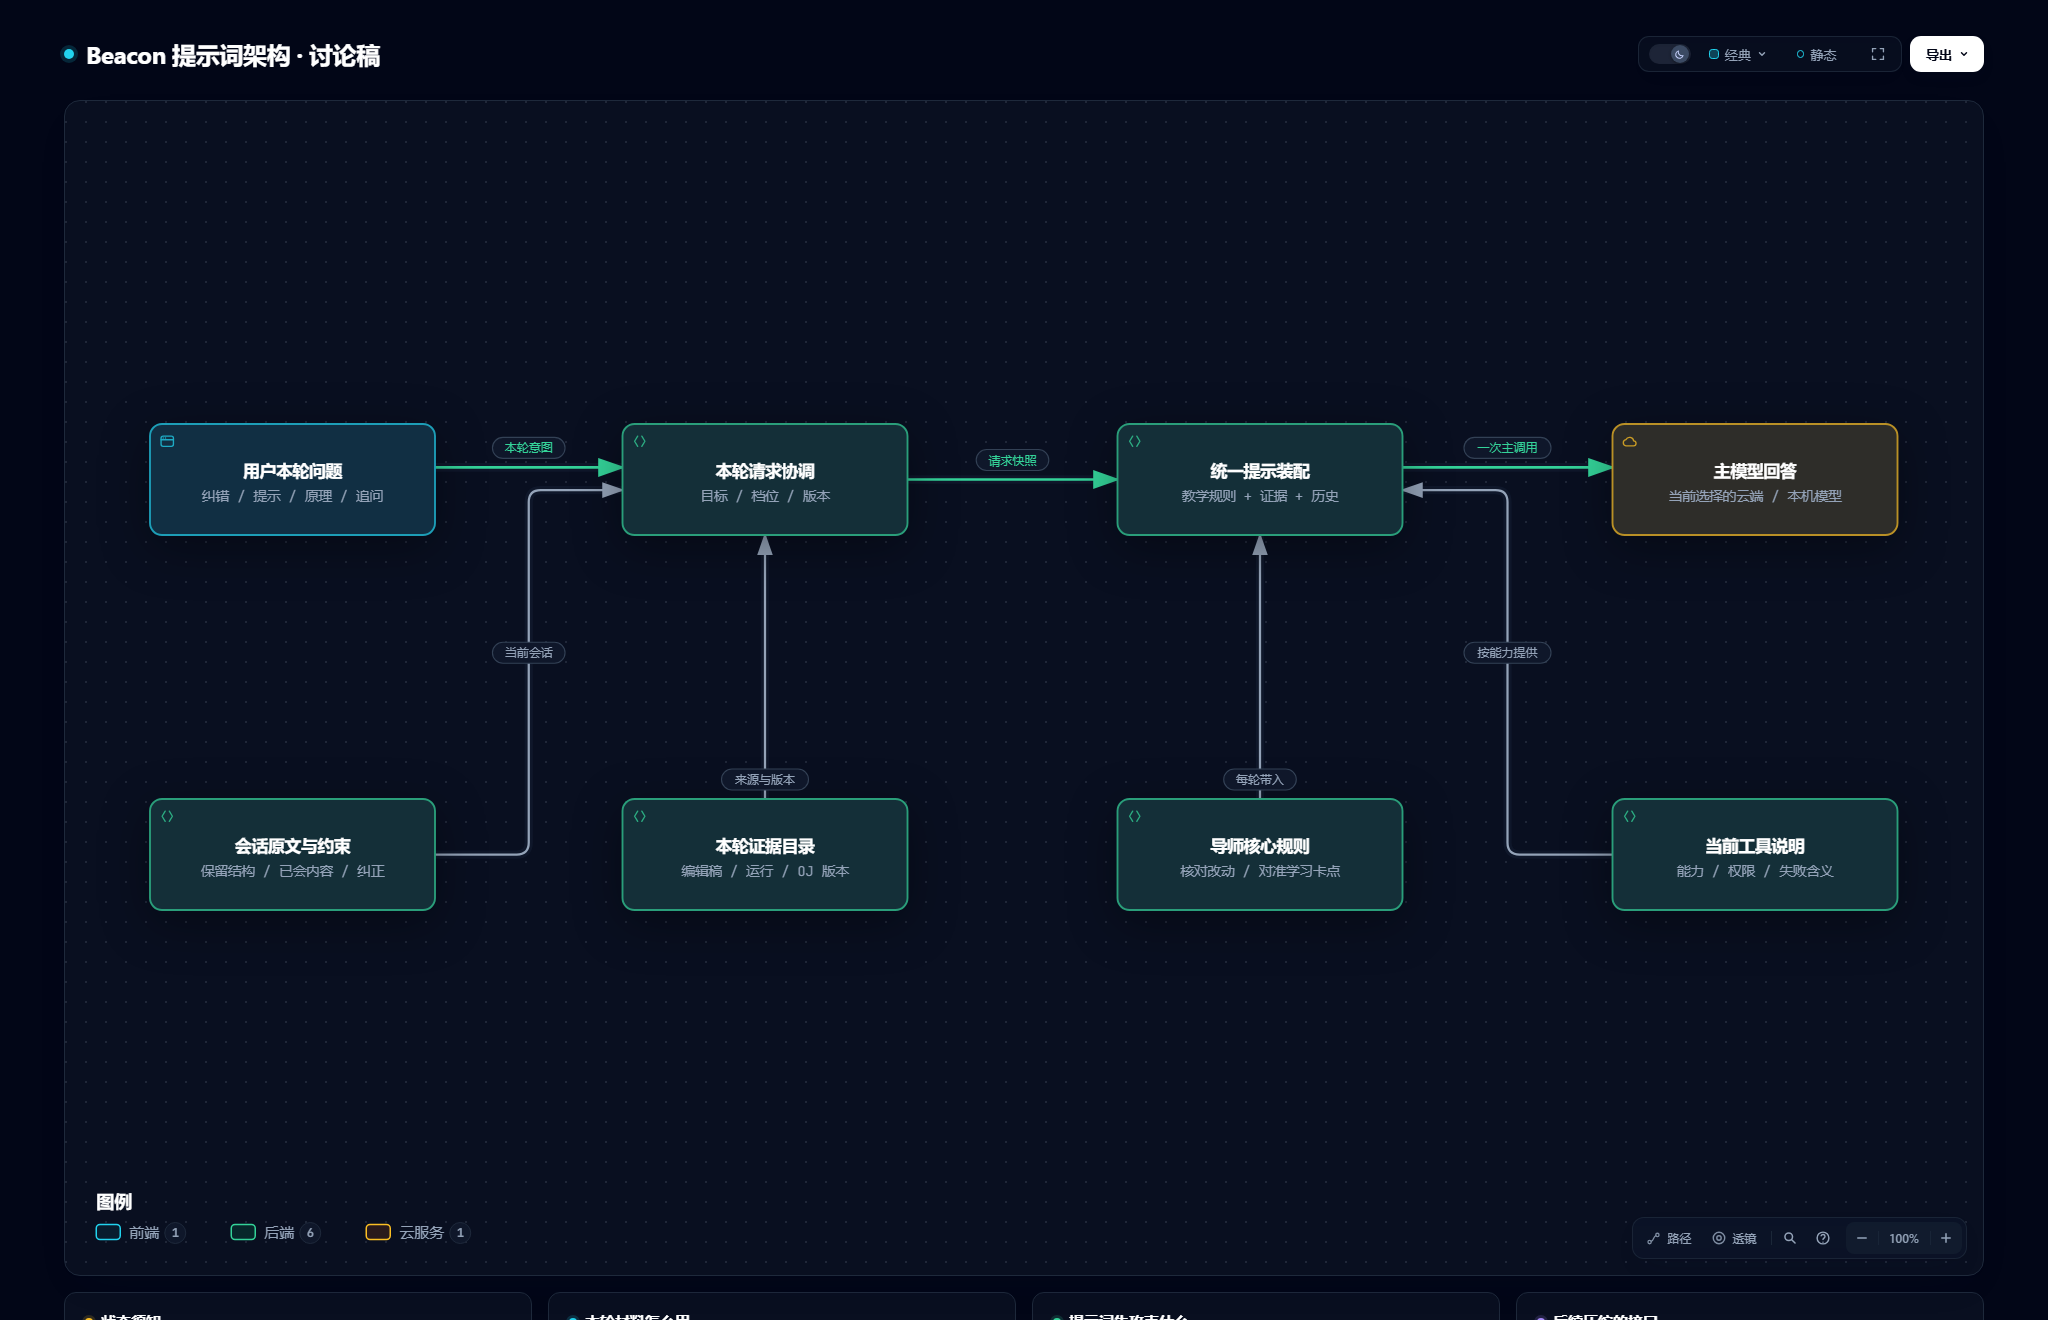 Beacon 提示词架构 · 讨论稿
经典
静态
导出
用户本轮问题
纠错 / 提示 / 原理 / 追问
本轮意图
本轮请求协调
目标 / 档位 / 版本
请求快照
统一提示装配
教学规则 + 证据 + 历史
一次主调用
主模型回答
当前选择的云端 / 本机模型
当前会话
按能力提供
来源与版本
每轮带入
会话原文与约束
保留结构 / 已会内容 / 纠正
本轮证据目录
编辑稿 / 运行 / OJ 版本
导师核心规则
核对改动 / 对准学习卡点
当前工具说明
能力 / 权限 / 失败含义
图例
前端 1
后端 6
云服务 1
路径
透镜
100%